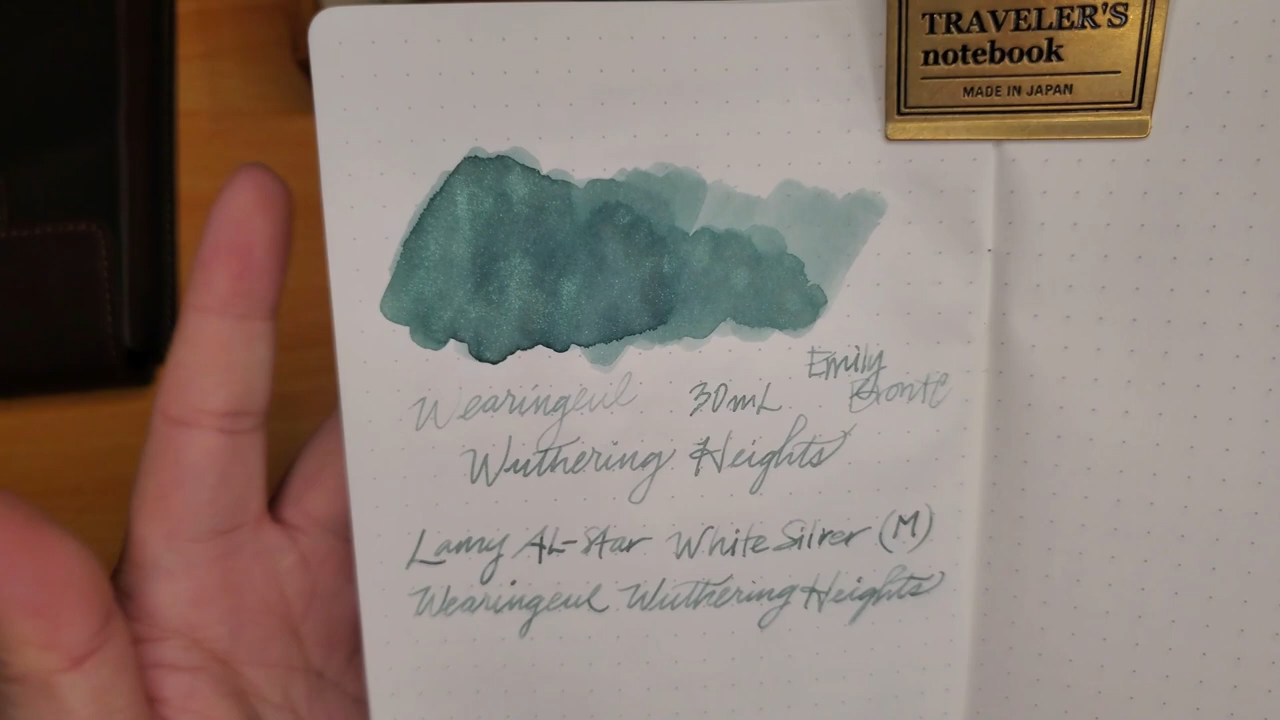 TRAVELER'S
notebook
MADE IN JAPAN
Wearingeul 30mL Emily Bronte
Wuthering Heights
Lamy AL-Star White Silver (M)
Wearingeul Wuthering Heights